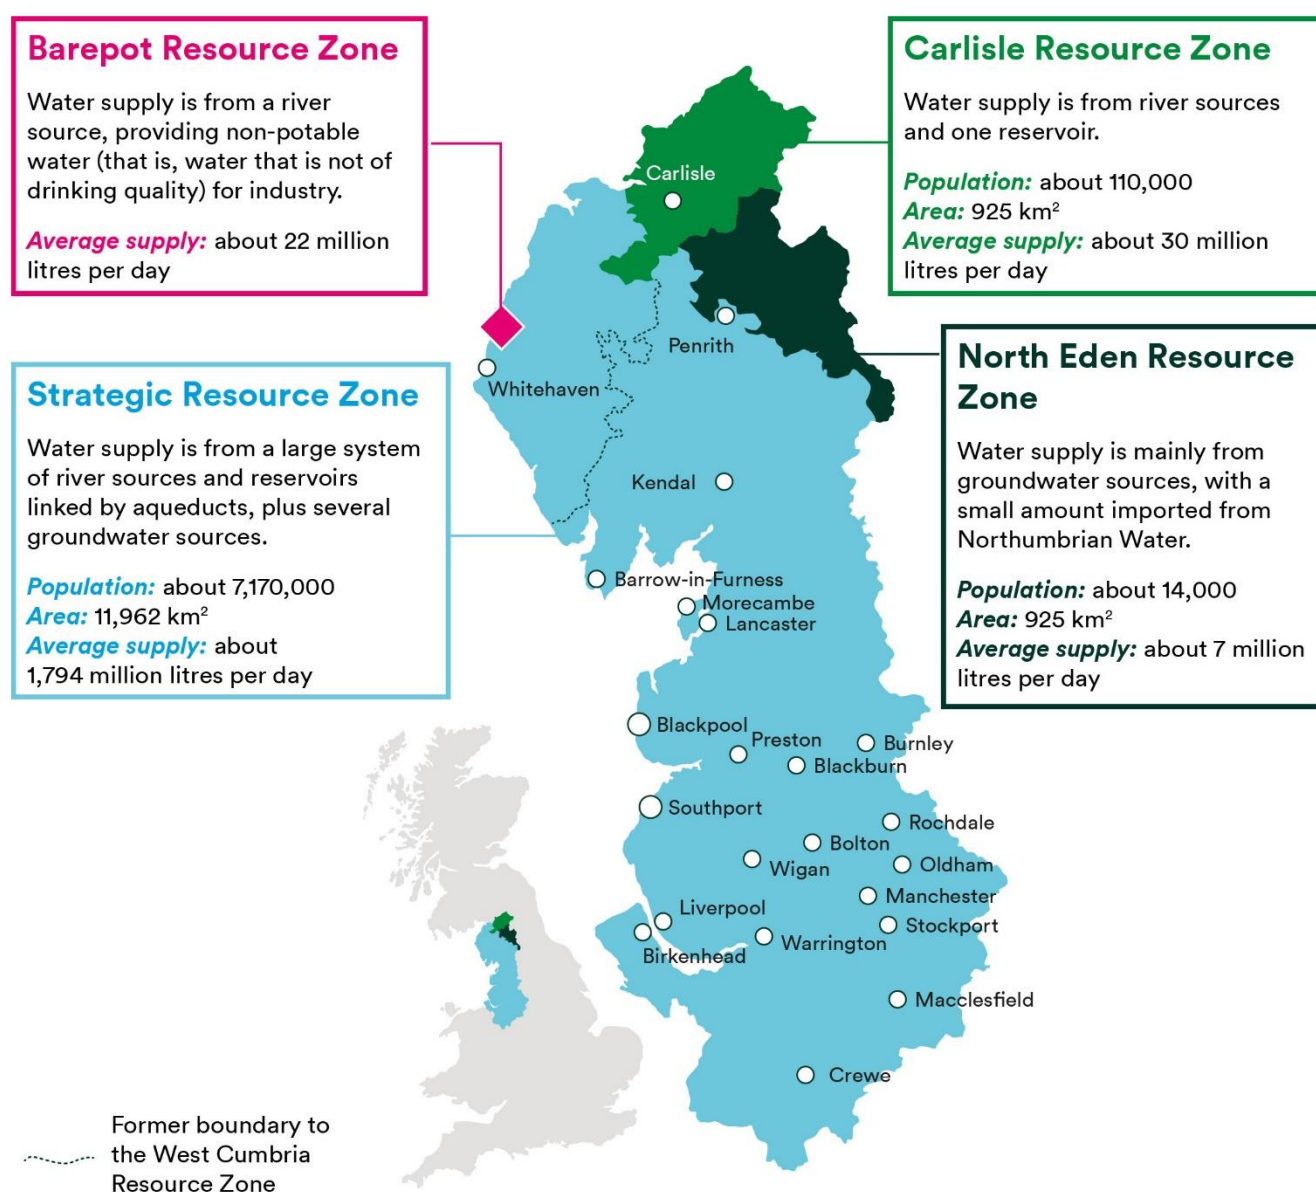 Barepot Resource Zone
Water supply is from a river
source, providing non-potable
water (that is, water that is not of
drinking quality) for industry.
Average supply: about 22 million
litres per day
Carlisle Resource Zone
Water supply is from river sources
and one reservoir.
Population: about 110,000
Area: 925 km²
Average supply: about 30 million
litres per day
Strategic Resource Zone
Water supply is from a large system
of river sources and reservoirs
linked by aqueducts, plus several
groundwater sources.
Population: about 7,170,000
Area: 11,962 km²
Average supply: about
1,794 million litres per day
North Eden Resource
Zone
Water supply is mainly from
groundwater sources, with a
small amount imported from
Northumbrian Water.
Population: about 14,000
Area: 925 km²
Average supply: about 7 million
litres per day
Carlisle
Penrith
Whitehaven
Kendal
Barrow-in-Furness
Morecambe
Lancaster
Blackpool
Preston
Burnley
Blackburn
Southport
Rochdale
Bolton
Wigan
Oldham
Manchester
Liverpool
Stockport
Birkenhead
Warrington
Macclesfield
Crewe
Former boundary to
the West Cumbria
Resource Zone